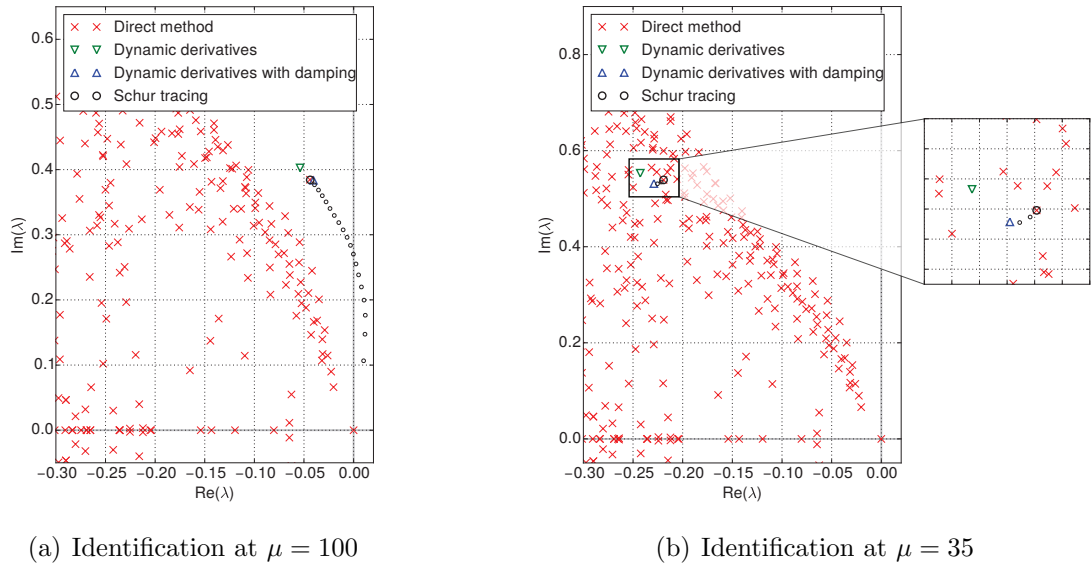 Direct method
Dynamic derivatives
Dynamic derivatives with damping
Schur tracing
0.6
0.5
0.4
0.3
0.2
0.1
0.0
Im(λ)
−0.30 −0.25 −0.20 −0.15 −0.10 −0.05 0.00
Re(λ)
(a) Identification at μ = 100
Direct method
Dynamic derivatives
Dynamic derivatives with damping
Schur tracing
0.8
0.6
0.4
0.2
0.0
Im(λ)
−0.30 −0.25 −0.20 −0.15 −0.10 −0.05 0.00
Re(λ)
(b) Identification at μ = 35